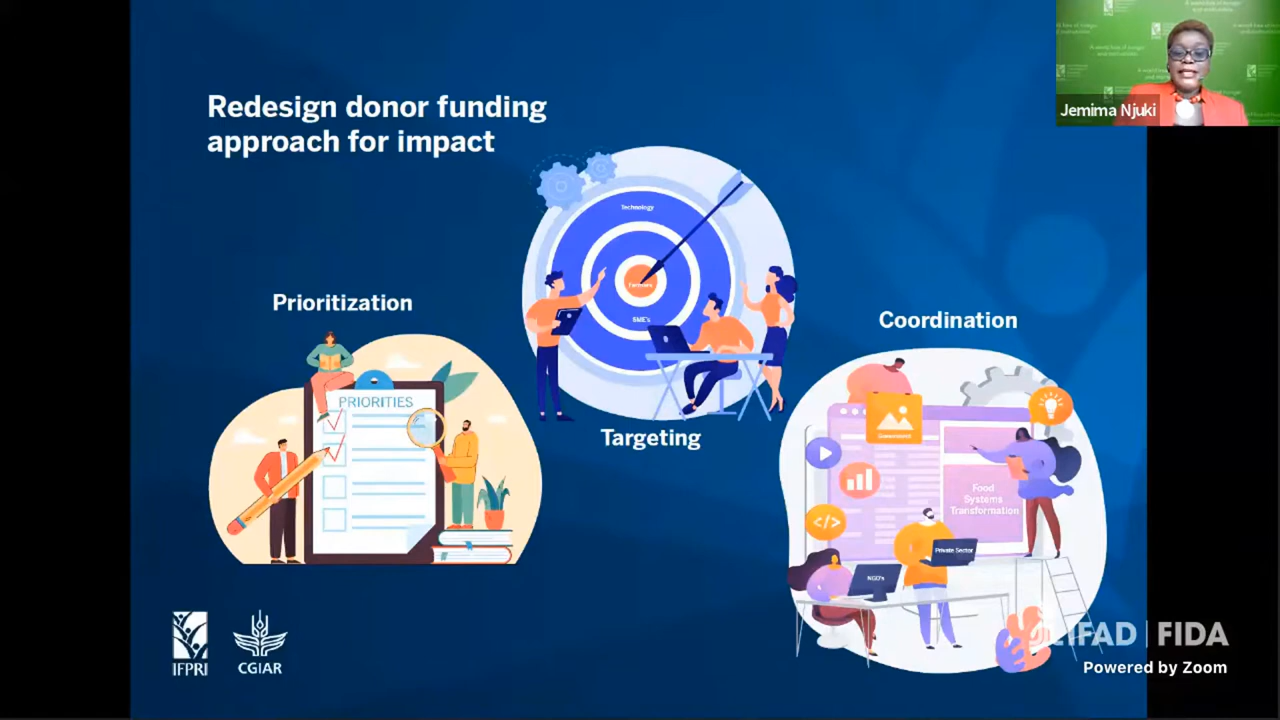 Redesign donor funding
approach for impact
Jemima Njuki
Technology
Farmers
SME's
Prioritization
PRIORITIES
Targeting
Coordination
Government
Food
Systems
Transformation
Private Sector
NGO's
IFPRI
CGIAR
IFAD | FIDA
Powered by Zoom